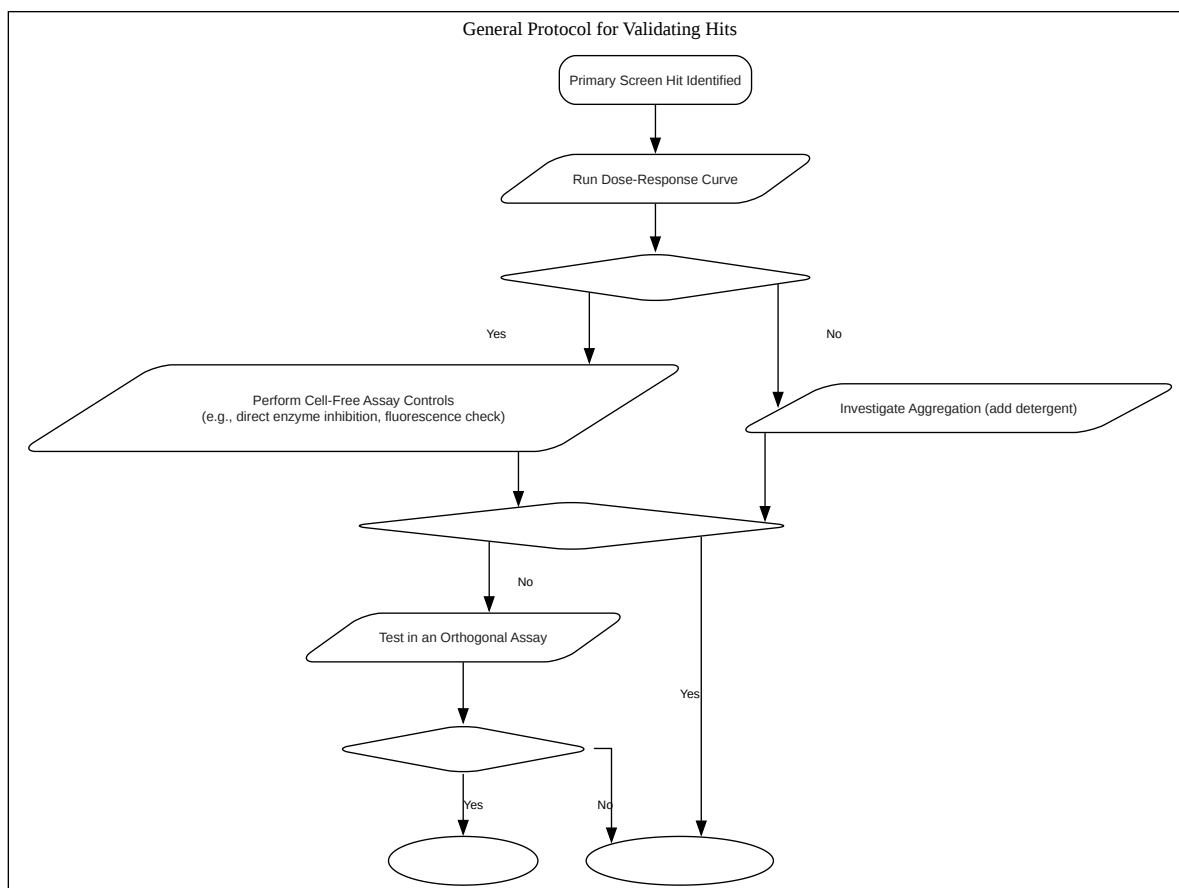 General Protocol for Validating Hits
Primary Screen Hit Identified
Run Dose-Response Curve
Yes
No
Perform Cell-Free Assay Controls
(e.g., direct enzyme inhibition, fluorescence check)
Investigate Aggregation (add detergent)
No
Test in an Orthogonal Assay
Yes
Yes
No